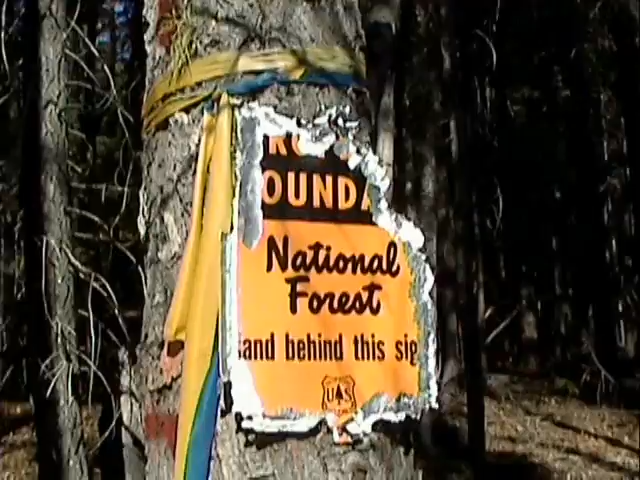 OUNDA
National
Forest
and behind this sig
U S